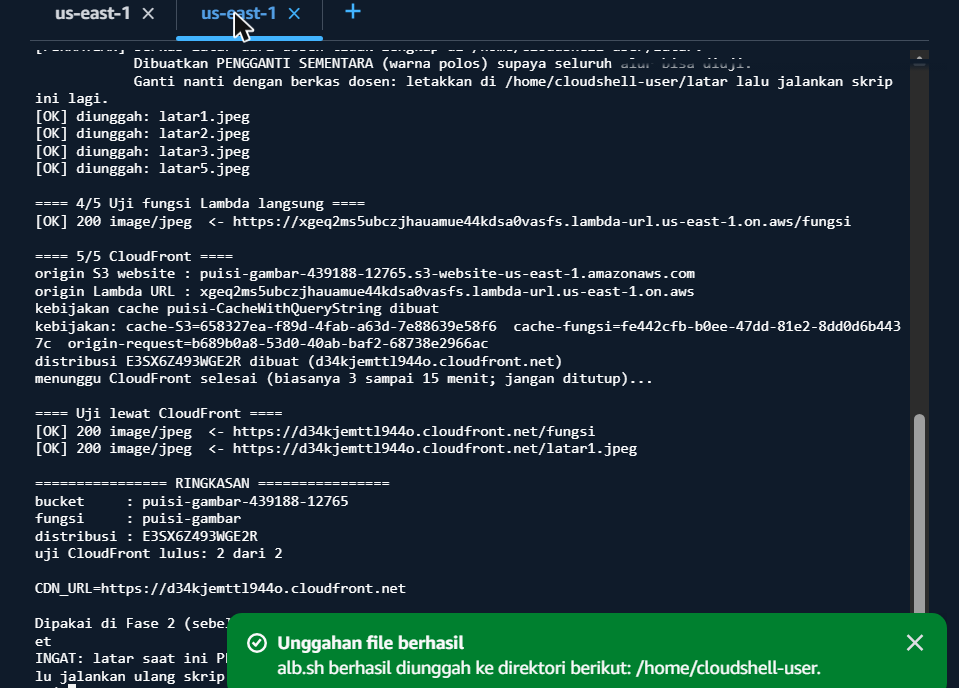 us-east-1
us-east-1
Dibuatkan PENGGANTI SEMENTARA (warna polos) supaya seluruh alur bisa diuji.
Ganti nanti dengan berkas dosen: letakkan di /home/cloudshell-user/latar lalu jalankan skrip
ini lagi.
[OK] diunggah: latar1.jpeg
[OK] diunggah: latar2.jpeg
[OK] diunggah: latar3.jpeg
[OK] diunggah: latar5.jpeg
==== 4/5 Uji fungsi Lambda langsung ====
[OK] 200 image/jpeg <- https://xgeq2ms5ubczjhauamue44kdsa0vasfs.lambda-url.us-east-1.on.aws/fungsi
==== 5/5 CloudFront ====
origin S3 website : puisi-gambar-439188-12765.s3-website-us-east-1.amazonaws.com
origin Lambda URL : xgeq2ms5ubczjhauamue44kdsa0vasfs.lambda-url.us-east-1.on.aws
kebijakan cache puisi-CacheWithQueryString dibuat
kebijakan: cache-S3=658327ea-f89d-4fab-a63d-7e88639e58f6 cache-fungsi=fe442cfb-b0ee-47dd-81e2-8dd0d6b443
7c origin-request=b689b0a8-53d0-40ab-baf2-68738e2966ac
distribusi E3SX6Z493WGE2R dibuat (d34kjemttl944o.cloudfront.net)
menunggu CloudFront selesai (biasanya 3 sampai 15 menit; jangan ditutup)...
==== Uji lewat CloudFront ====
[OK] 200 image/jpeg <- https://d34kjemttl944o.cloudfront.net/fungsi
[OK] 200 image/jpeg <- https://d34kjemttl944o.cloudfront.net/latar1.jpeg
================ RINGKASAN ================
bucket : puisi-gambar-439188-12765
fungsi : puisi-gambar
distribusi : E3SX6Z493WGE2R
uji CloudFront lulus: 2 dari 2
CDN_URL=https://d34kjemttl944o.cloudfront.net
Dipakai di Fase 2
et
INGAT: latar saat ini
lu jalankan ulang skrip
Unggahan file berhasil
alb.sh berhasil diunggah ke direktori berikut: /home/cloudshell-user.